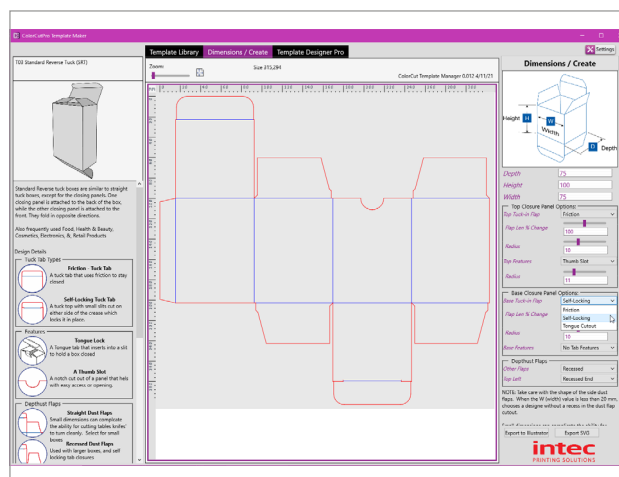 ColorCutPro Template Maker
Template Library Dimensions / Create Template Designer Pro
Settings
T03 Standard Reverse Tuck (SRT)
Zoom:
Size 315,294
ColorCut Template Manager 0.012 4/11/21
Dimensions / Create
Height H
W
Width
D Depth
Standard Reverse tuck boxes are similar to straight
tuck boxes, except for the closing panels. One
closing panel is attached to the back of the box,
while the other closing panel is attached to the
front. They fold in opposite directions.
Also frequently used Food, Health & Beauty,
Cosmetics, Electronics, &, Retail Products
Design Details
Tuck Tab Types
Friction - Tuck Tab
A tuck tab that uses friction to stay
closed
Self-Locking Tuck Tab
A tuck top with small slits cut on
either side of the crease which
locks it in place.
Features
Tongue Lock
A Tongue tab that inserts into a slit
to hold a box closed
A Thumb Slot
A notch cut out of a panel that hels
with easy access or opening.
Depthust Flaps
Straight Dust Flaps
Small dimensions can complicate
the ability for cutting tables knifes'
to turn cleanly. Select for small
boxes
Recessed Dust Flaps
Used with larger boxes, and self
locking tab closures
Depth 75
Height 100
Width 75
Top Closure Panel Options:
Top Tuck-in Flap Friction
Flap Len % Change
100
Radius
10
Top Features Thumb Slot
Radius
11
Base Closure Panel Options:
Base Tuck-in Flap Self-Locking
Friction
Flap Len % Change Self-Locking
Tongue Cutout
Radius
10
Base Features No Tab Features
Depthust Flaps
Other Flaps Recessed
Top Left Recessed End
NOTE: Take care with the dhape of the side dust
flaps. When the W (width) value is less than 20 mm,
chooses a designe without a recess in the dust flap
cutout.
Export to Illustrator Export SVG
intec
PRINTING SOLUTIONS